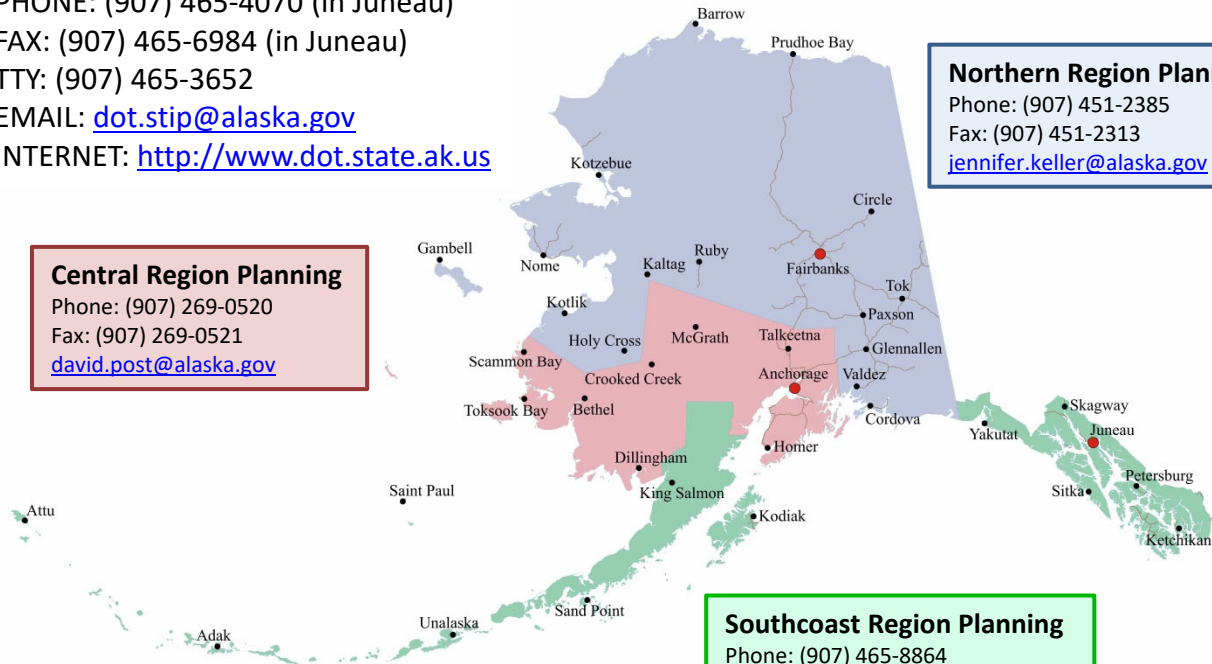 PHONE: (907) 465-4070 (in Juneau)
FAX: (907) 465-6984 (in Juneau)
TTY: (907) 465-3652
EMAIL: dot.stip@alaska.gov
INTERNET: http://www.dot.state.ak.us
Northern Region Plann
Phone: (907) 451-2385
Fax: (907) 451-2313
jennifer.keller@alaska.gov
Central Region Planning
Phone: (907) 269-0520
Fax: (907) 269-0521
david.post@alaska.gov
Barrow
Prudhoe Bay
Kotzebue
Circle
Gambell
Nome
Kaltag
Ruby
Fairbanks
Tok
Kotlik
Paxson
Holy Cross
McGrath
Talkeetna
Glennallen
Scammon Bay
Crooked Creek
Anchorage
Valdez
Toksook Bay
Bethel
Cordova
Skagway
Yakutat
Juneau
Homer
Dillingham
King Salmon
Petersburg
Saint Paul
Sitka
Attu
Kodiak
Ketchikan
Sand Point
Unalaska
Adak
Southcoast Region Planning
Phone: (907) 465-8864